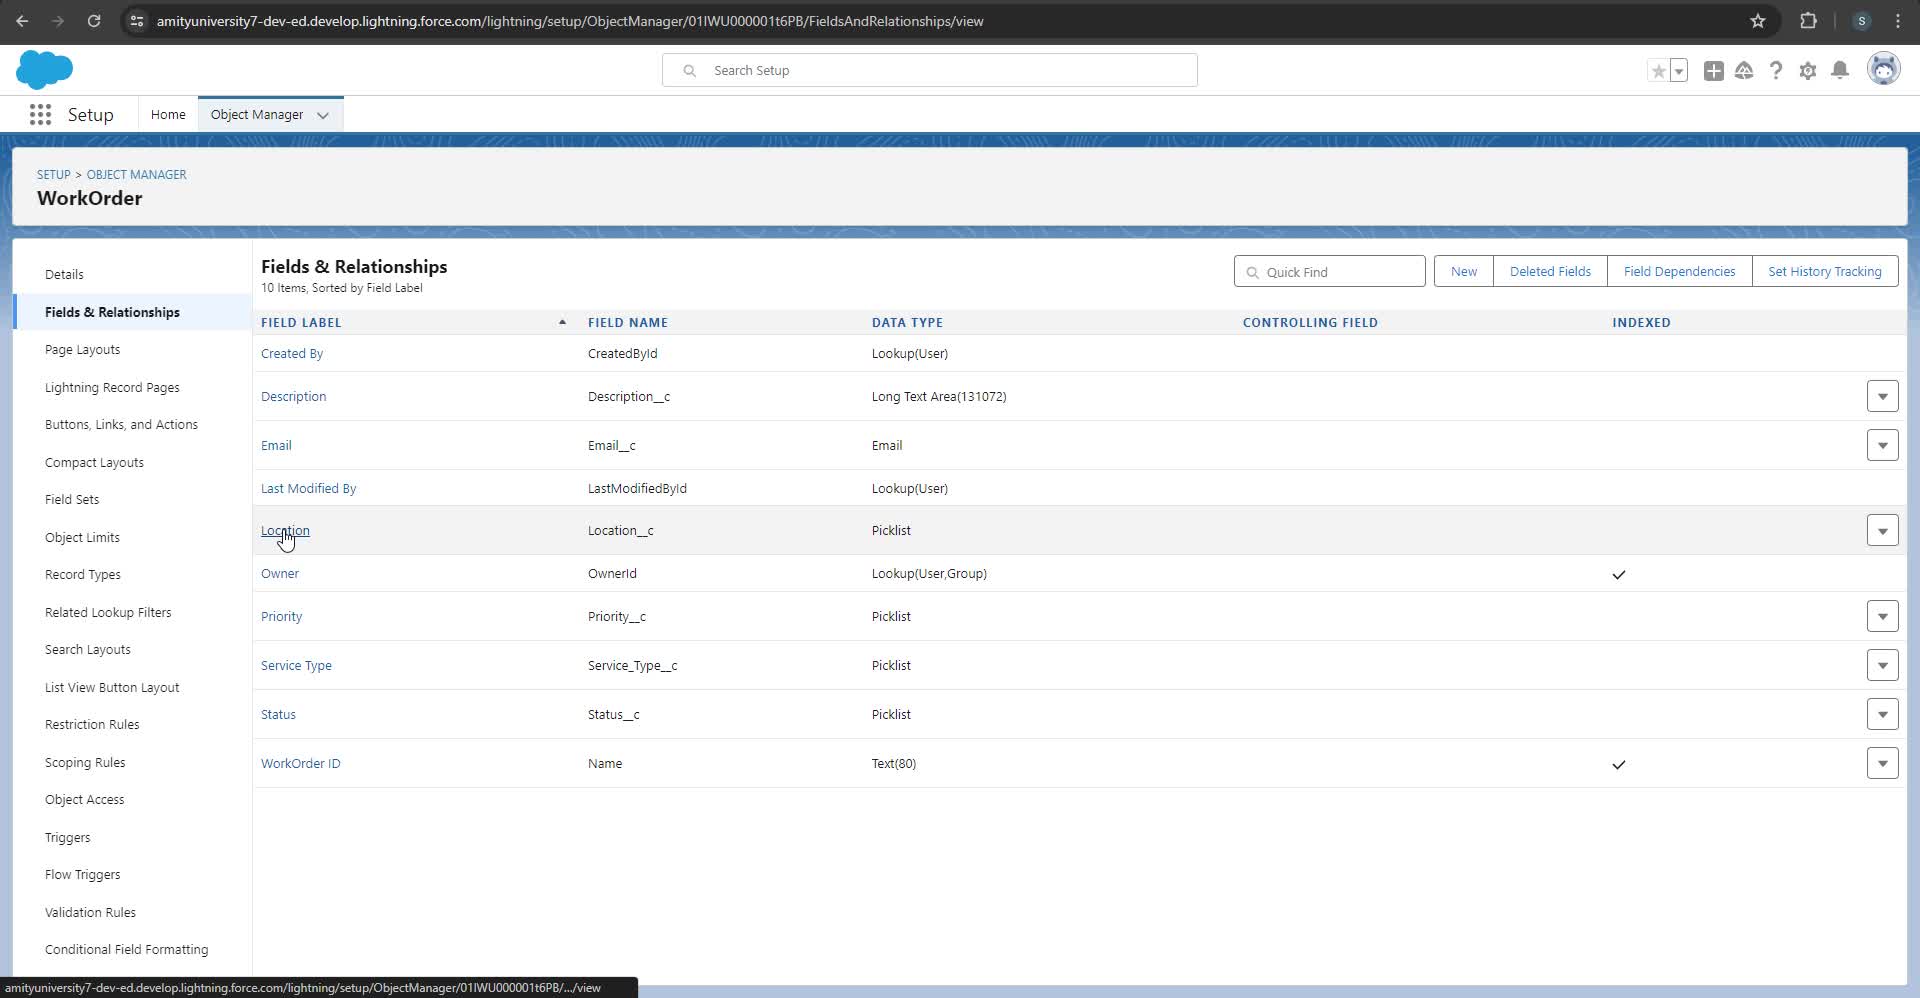 amityuniversity7-dev-ed.develop.lightning.force.com/lightning/setup/ObjectManager/01IWU000001t6PB/FieldsAndRelationships/view
S
Search Setup
Setup
Home
Object Manager
SETUP > OBJECT MANAGER
WorkOrder
Details
Fields & Relationships
Page Layouts
Lightning Record Pages
Buttons, Links, and Actions
Compact Layouts
Field Sets
Object Limits
Record Types
Related Lookup Filters
Search Layouts
List View Button Layout
Restriction Rules
Scoping Rules
Object Access
Triggers
Flow Triggers
Validation Rules
Conditional Field Formatting
Fields & Relationships
10 Items, Sorted by Field Label
Quick Find
New
Deleted Fields
Field Dependencies
Set History Tracking
FIELD LABEL FIELD NAME DATA TYPE CONTROLLING FIELD INDEXED
Created By CreatedById Lookup(User)
Description Description__c Long Text Area(131072)
Email Email__c Email
Last Modified By LastModifiedById Lookup(User)
Location Location__c Picklist
Owner OwnerId Lookup(User,Group)
Priority Priority__c Picklist
Service Type Service_Type__c Picklist
Status Status__c Picklist
WorkOrder ID Name Text(80)
amityuniversity7-dev-ed.develop.lightning.force.com/lightning/setup/ObjectManager/01IWU000001t6PB/.../view